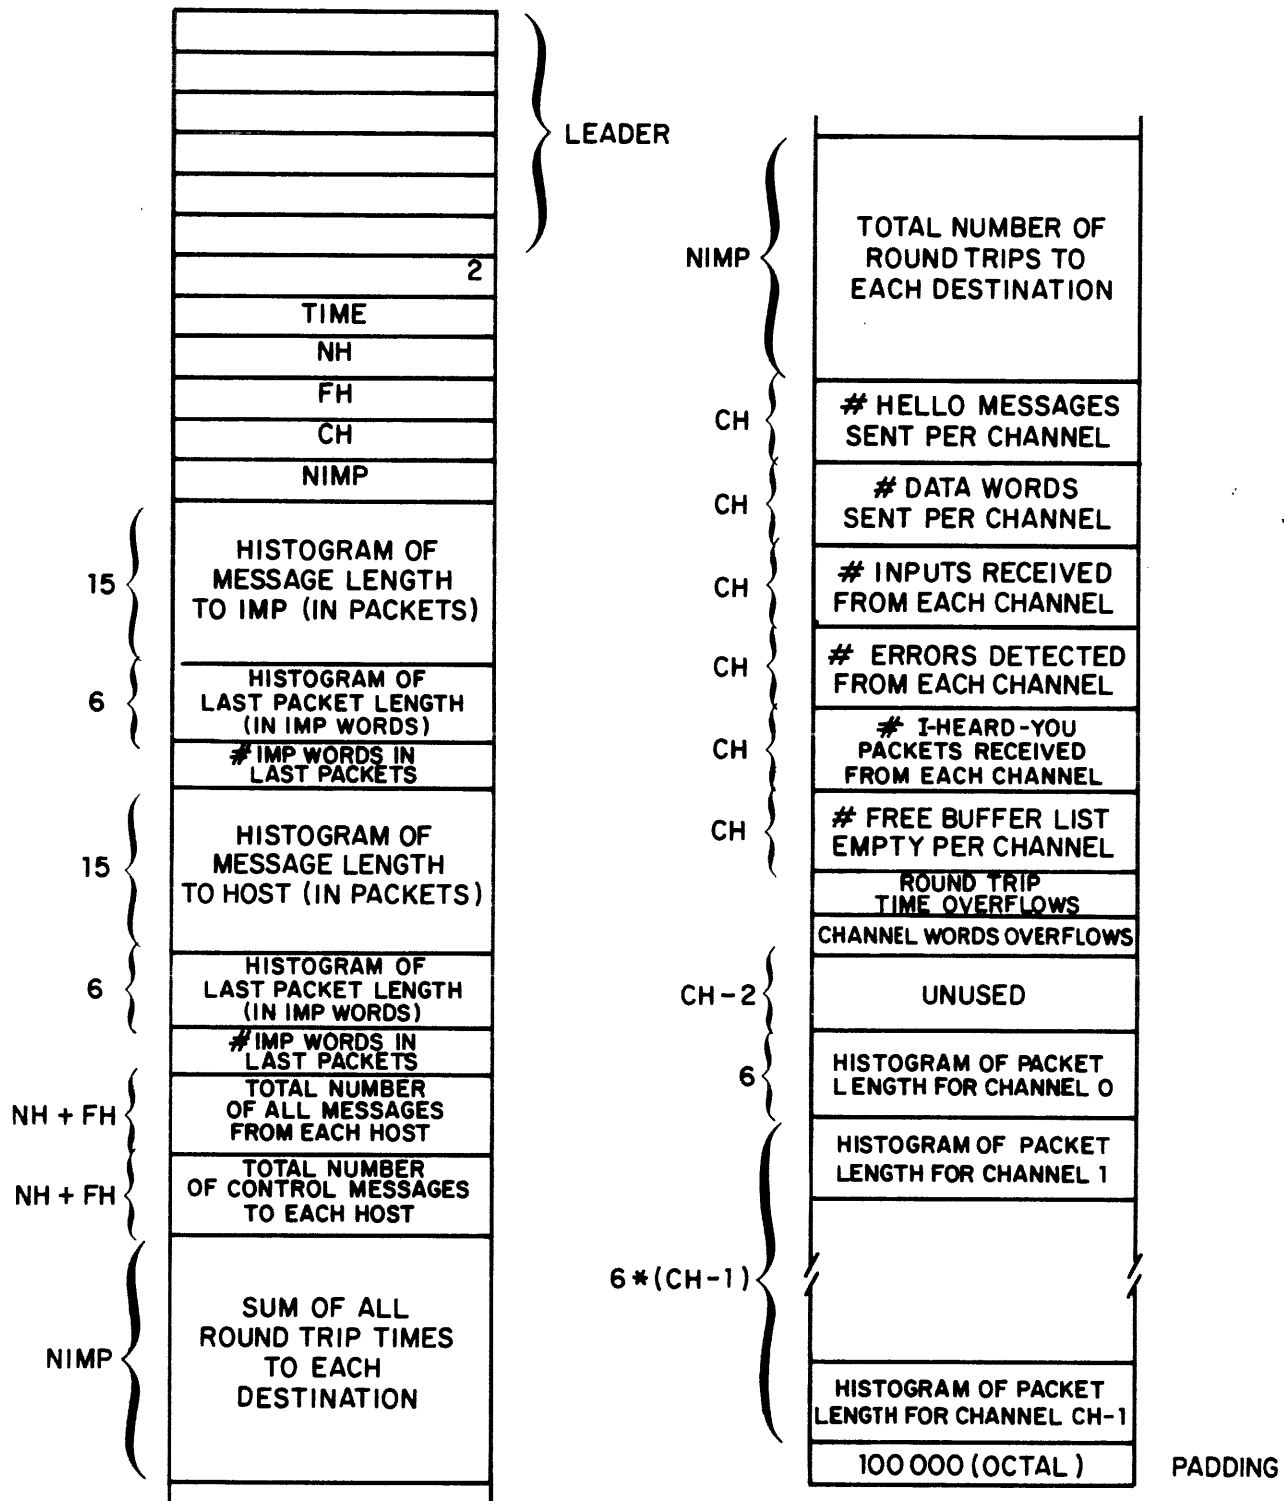 LEADER
2
TIME
NH
FH
CH
NIMP
15
HISTOGRAM OF
MESSAGE LENGTH
TO IMP (IN PACKETS)
6
HISTOGRAM OF
LAST PACKET LENGTH
(IN IMP WORDS)
# IMP WORDS IN
LAST PACKETS
15
HISTOGRAM OF
MESSAGE LENGTH
TO HOST (IN PACKETS)
6
HISTOGRAM OF
LAST PACKET LENGTH
(IN IMP WORDS)
# IMP WORDS IN
LAST PACKETS
NH + FH
TOTAL NUMBER
OF ALL MESSAGES
FROM EACH HOST
NH + FH
TOTAL NUMBER
OF CONTROL MESSAGES
TO EACH HOST
NIMP
SUM OF ALL
ROUND TRIP TIMES
TO EACH
DESTINATION
NIMP
TOTAL NUMBER OF
ROUND TRIPS TO
EACH DESTINATION
CH
# HELLO MESSAGES
SENT PER CHANNEL
CH
# DATA WORDS
SENT PER CHANNEL
CH
# INPUTS RECEIVED
FROM EACH CHANNEL
CH
# ERRORS DETECTED
FROM EACH CHANNEL
CH
# I-HEARD-YOU
PACKETS RECEIVED
FROM EACH CHANNEL
CH
# FREE BUFFER LIST
EMPTY PER CHANNEL
ROUND TRIP
TIME OVERFLOWS
CHANNEL WORDS OVERFLOWS
CH-2
UNUSED
6
HISTOGRAM OF PACKET
LENGTH FOR CHANNEL 0
6*(CH-1)
HISTOGRAM OF PACKET
LENGTH FOR CHANNEL 1
HISTOGRAM OF PACKET
LENGTH FOR CHANNEL CH-1
100 000 (OCTAL)
PADDING